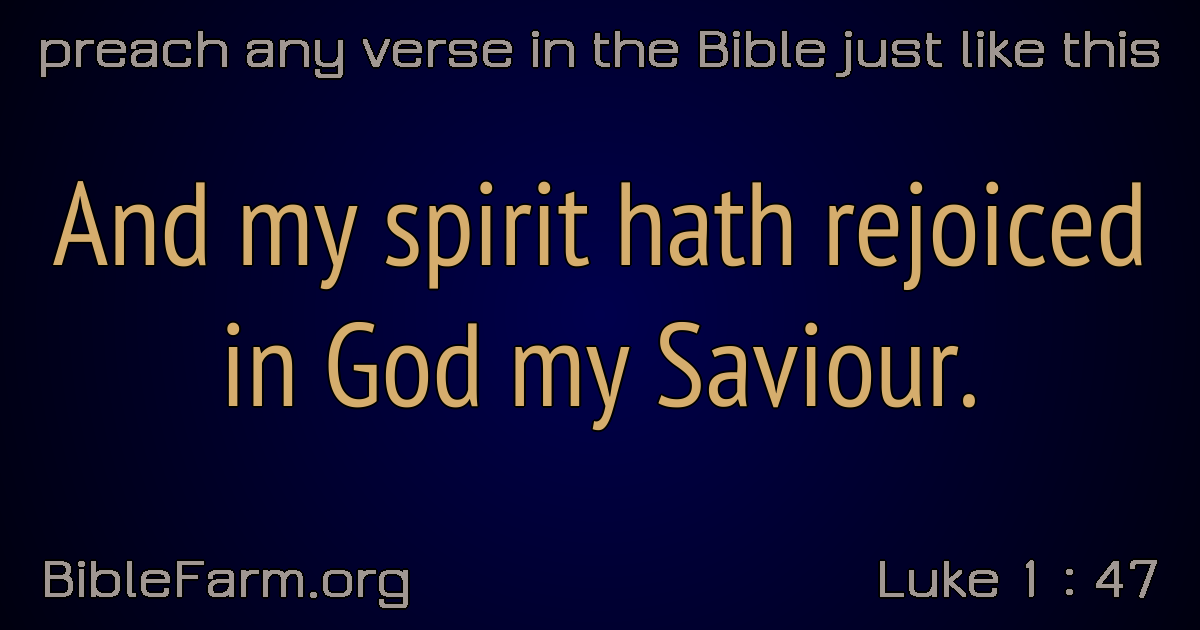 preach any verse in the Bible just like this
And my spirit hath rejoiced
in God my Saviour.
BibleFarm.org
Luke 1 : 47